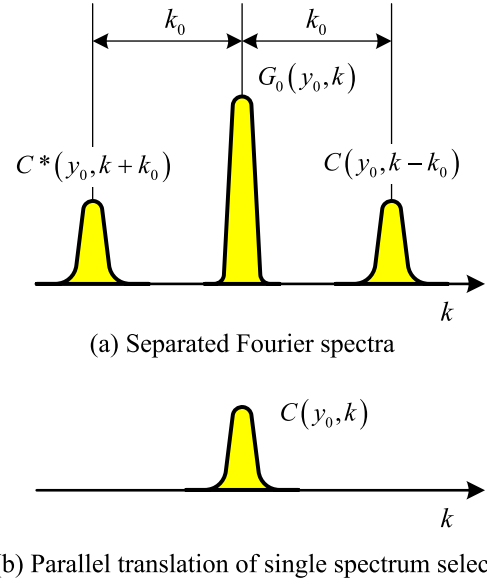 k₀ k₀
G₀(y₀,k)
C*(y₀,k+k₀) C(y₀,k−k₀)
k
(a) Separated Fourier spectra
C(y₀,k)
k
(b) Parallel translation of single spectrum selec